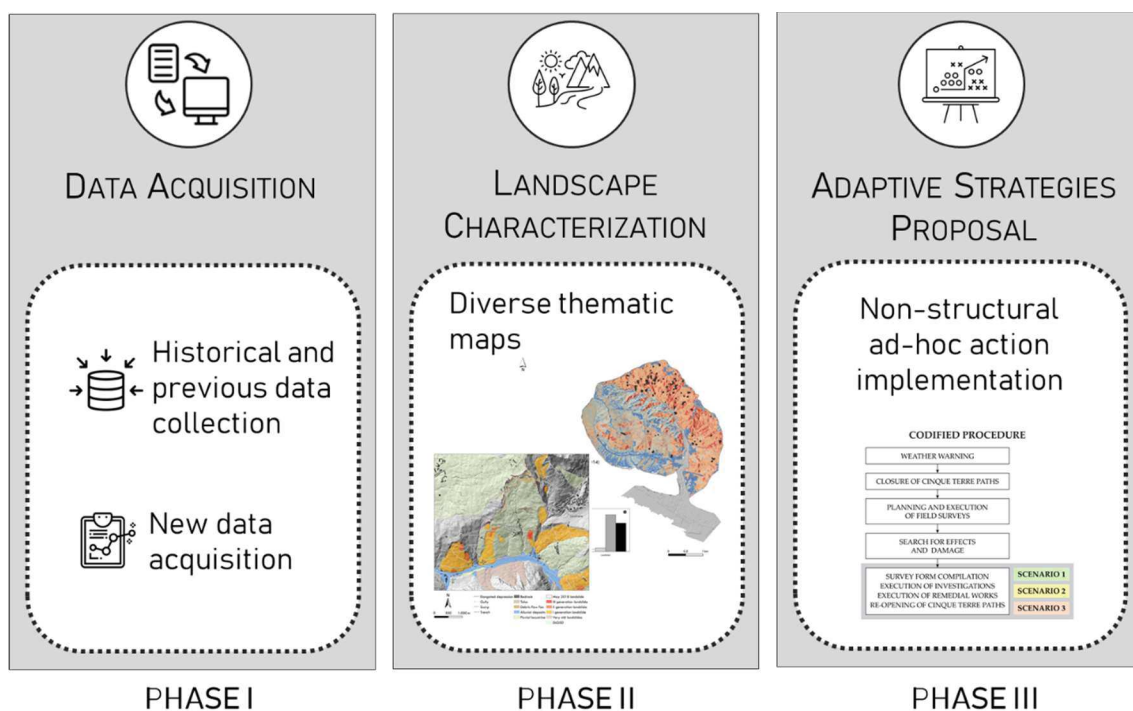 DATA ACQUISITION
Historical and
previous data
collection
New data
acquisition
PHASE I
LANDSCAPE
CHARACTERIZATION
Diverse thematic
maps
PHASE II
ADAPTIVE STRATEGIES
PROPOSAL
Non-structural
ad-hoc action
implementation
CODIFIED PROCEDURE
WEATHER WARNING
CLOSURE OF CINQUE TERRE PATHS
PLANNING AND EXECUTION
OF FIELD SURVEYS
SEARCH FOR EFFECTS
AND DAMAGE
SURVEY FORM COMPILATION
EXECUTION OF INVESTIGATIONS
EXECUTION OF REMEDIAL WORKS
RE-OPENING OF CINQUE TERRE PATHS
SCENARIO 1
SCENARIO 2
SCENARIO 3
PHASE III